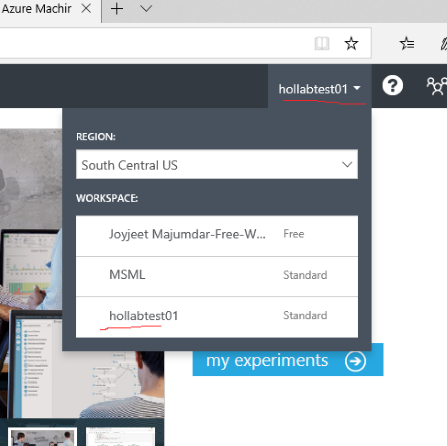 Azure Machir
hollabtest01
REGION:
South Central US
WORKSPACE:
Joyjeet Majumdar-Free-W... Free
MSML Standard
hollabtest01 Standard
my experiments